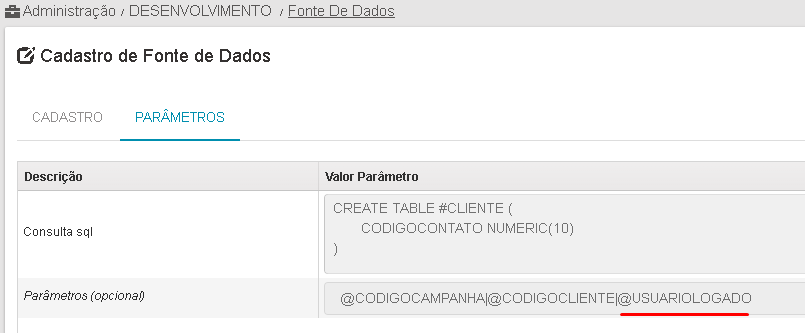 Administração / DESENVOLVIMENTO / Fonte De Dados
Cadastro de Fonte de Dados
CADASTRO PARÂMETROS
Descrição Valor Parâmetro
Consulta sql
CREATE TABLE #CLIENTE (
CODIGOCONTATO NUMERIC(10)
)
Parâmetros (opcional) @CODIGOCAMPANHA|@CODIGOCLIENTE|@USUARIOLOGADO